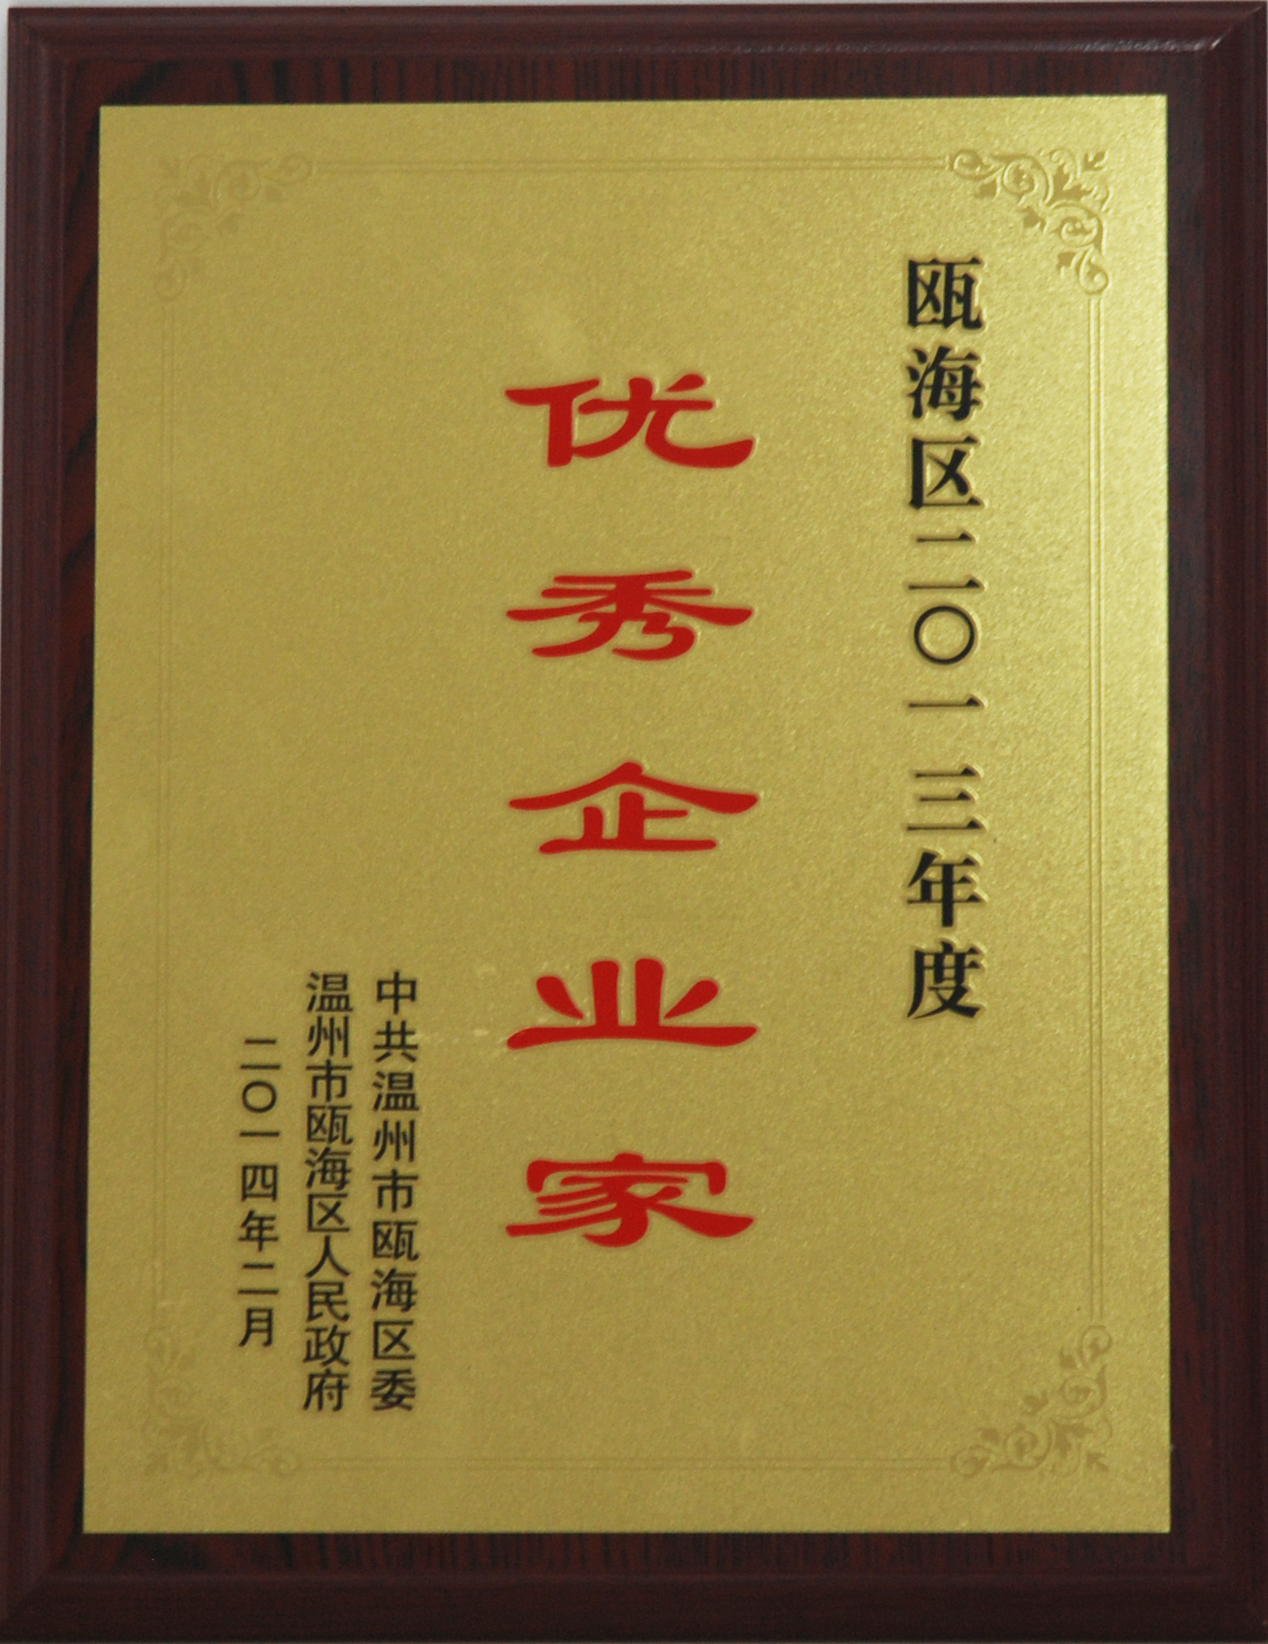 瓯海区二〇一三年度
优秀企业家
中共温州市瓯海区委
温州市瓯海区人民政府
二〇一四年二月